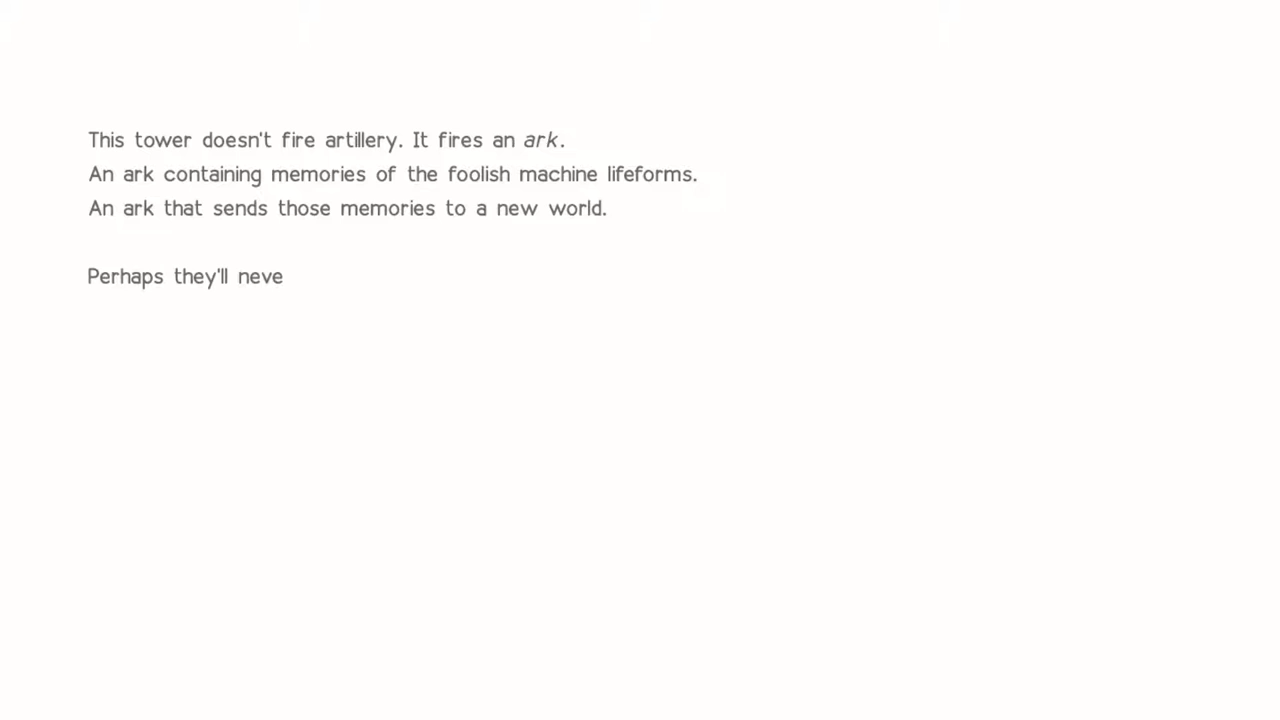 This tower doesn't fire artillery. It fires an ark.
An ark containing memories of the foolish machine lifeforms.
An ark that sends those memories to a new world.
Perhaps they'll neve